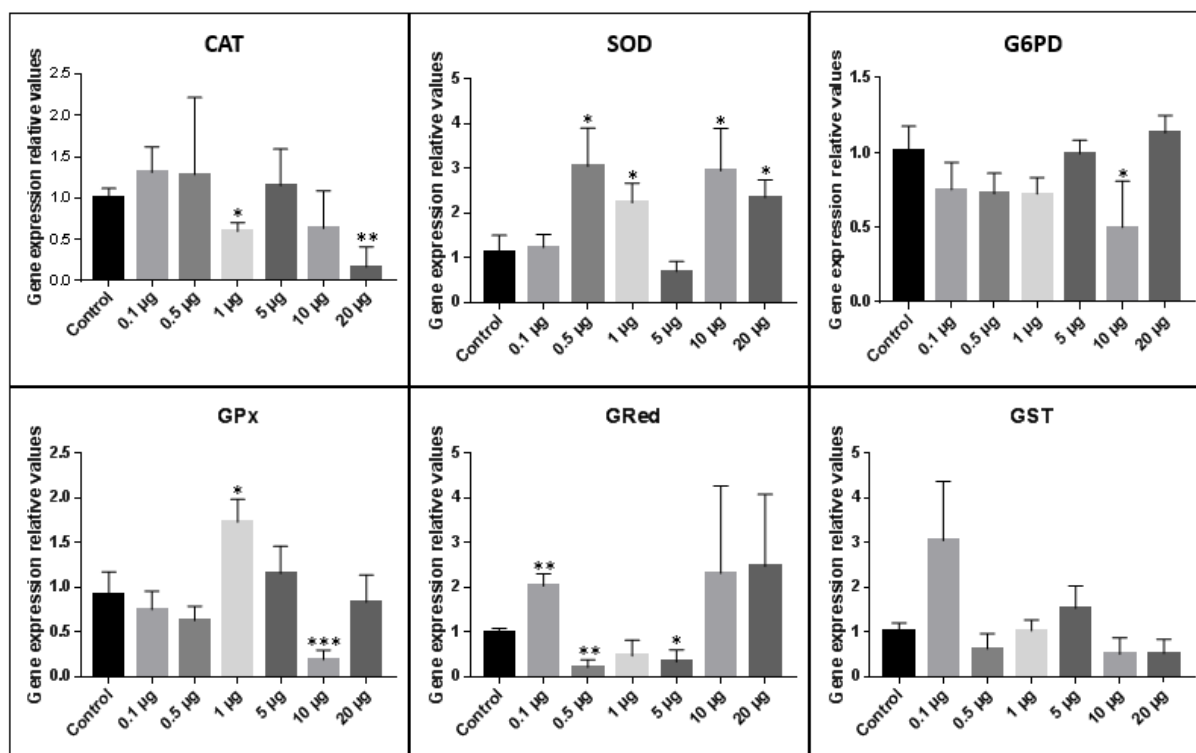 CAT
Gene expression relative values
2.5
2.0
1.5
1.0
0.5
0.0
*
**
Control
0.1 µg
0.5 µg
1 µg
5 µg
10 µg
20 µg
SOD
Gene expression relative values
5
4
3
2
1
0
*
*
*
*
Control
0.1 µg
0.5 µg
1 µg
5 µg
10 µg
20 µg
G6PD
Gene expression relative values
1.5
1.0
0.5
0.0
*
Control
0.1 µg
0.5 µg
1 µg
5 µg
10 µg
20 µg
GPx
Gene expression relative values
2.5
2.0
1.5
1.0
0.5
0.0
*
***
Control
0.1 µg
0.5 µg
1 µg
5 µg
10 µg
20 µg
GRed
Gene expression relative values
5
4
3
2
1
0
**
**
*
Control
0.1 µg
0.5 µg
1 µg
5 µg
10 µg
20 µg
GST
Gene expression relative values
5
4
3
2
1
0
Control
0.1 µg
0.5 µg
1 µg
5 µg
10 µg
20 µg